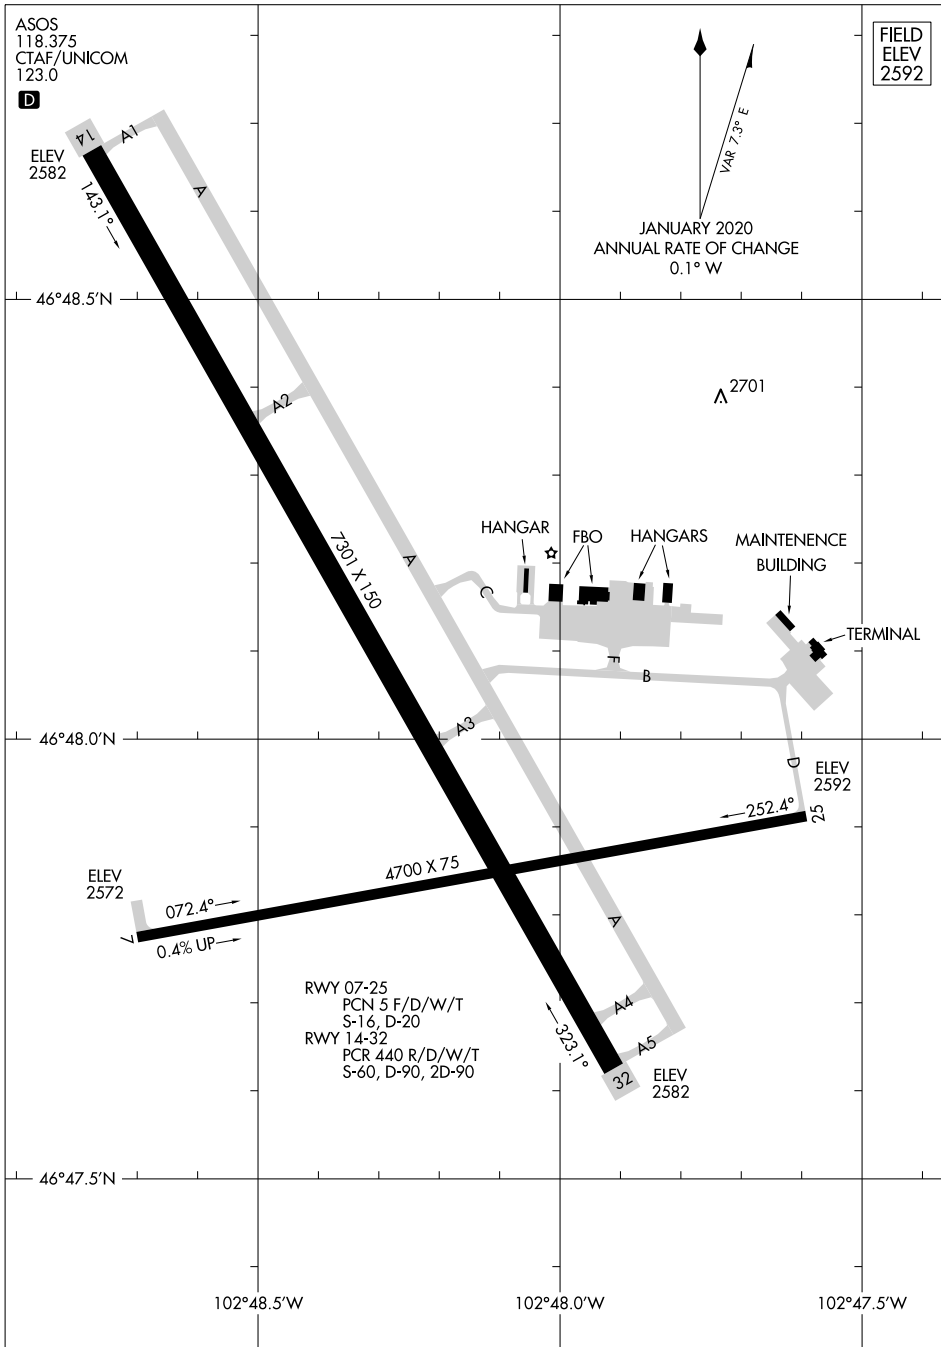 ASOS
118.375
CTAF/UNICOM
123.0
D
FIELD
ELEV
2592
VAR 7.3° E
JANUARY 2020
ANNUAL RATE OF CHANGE
0.1° W
14
A1
ELEV
2582
143.1°
A
46°48.5'N
A2
2701
7301 X 150
A
HANGAR
FBO
HANGARS
MAINTENENCE
BUILDING
C
TERMINAL
F
B
A3
46°48.0'N
D
ELEV
2592
252.4°
25
4700 X 75
ELEV
2572
072.4°
7
0.4% UP
A
RWY 07-25
PCN 5 F/D/W/T
S-16, D-20
RWY 14-32
PCR 440 R/D/W/T
S-60, D-90, 2D-90
A4
323.1°
A5
32
ELEV
2582
46°47.5'N
102°48.5'W
102°48.0'W
102°47.5'W